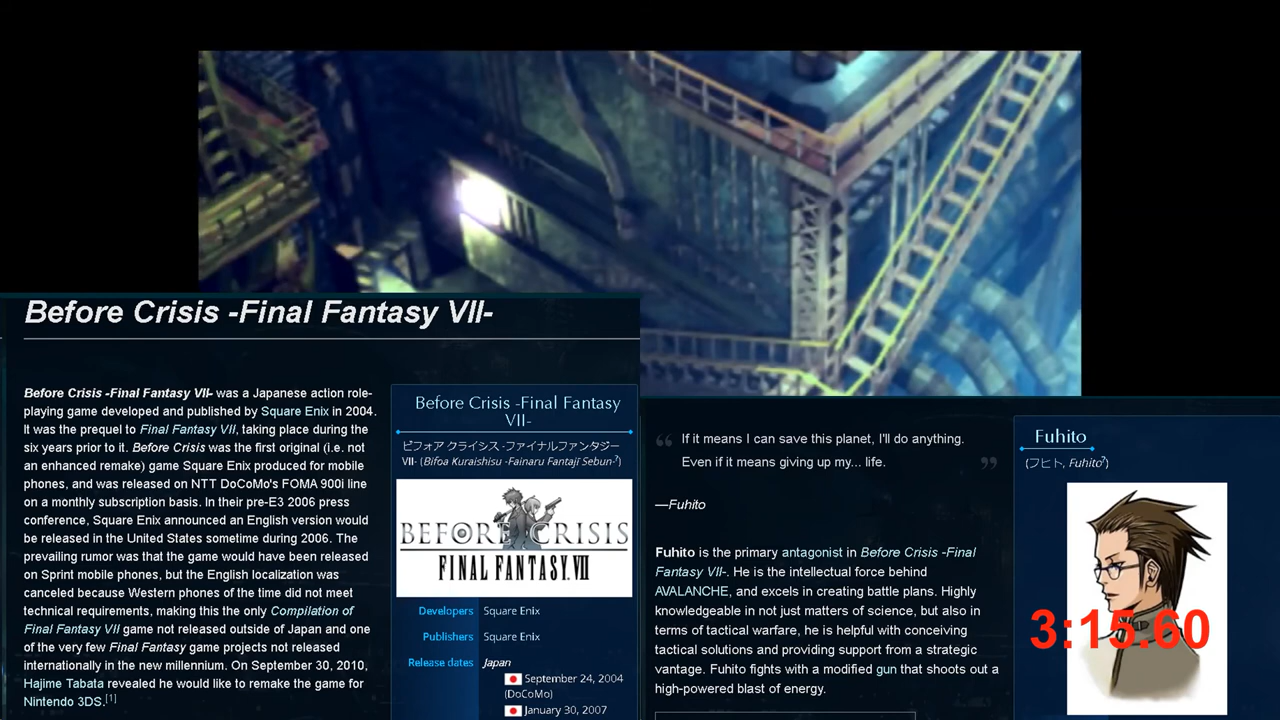 Before Crisis -Final Fantasy VII-
Before Crisis -Final Fantasy VII- was a Japanese action role-
playing game developed and published by Square Enix in 2004.
It was the prequel to Final Fantasy VII, taking place during the
six years prior to it. Before Crisis was the first original (i.e. not
an enhanced remake) game Square Enix produced for mobile
phones, and was released on NTT DoCoMo's FOMA 900i line
on a monthly subscription basis. In their pre-E3 2006 press
conference, Square Enix announced an English version would
be released in the United States sometime during 2006. The
prevailing rumor was that the game would have been released
on Sprint mobile phones, but the English localization was
canceled because Western phones of the time did not meet
technical requirements, making this the only Compilation of
Final Fantasy VII game not released outside of Japan and one
of the very few Final Fantasy game projects not released
internationally in the new millennium. On September 30, 2010,
Hajime Tabata revealed he would like to remake the game for
Nintendo 3DS.[1]
Before Crisis -Final Fantasy
VII-
ビフォア クライシス -ファイナルファンタジー
VII- (Bifoa Kuraishisu -Fainaru Fantaji Sebun-?)
BEFORE CRISIS
FINAL FANTASY VII
Developers Square Enix
Publishers Square Enix
Release dates Japan
September 24, 2004
(DoCoMo)
January 30, 2007
“ If it means I can save this planet, I'll do anything.
Even if it means giving up my... life. ”
—Fuhito
Fuhito is the primary antagonist in Before Crisis -Final
Fantasy VII-. He is the intellectual force behind
AVALANCHE, and excels in creating battle plans. Highly
knowledgeable in not just matters of science, but also in
terms of tactical warfare, he is helpful with conceiving
tactical solutions and providing support from a strategic
vantage. Fuhito fights with a modified gun that shoots out a
high-powered blast of energy.
Fuhito
(フヒト, Fuhito?)
3:15.60